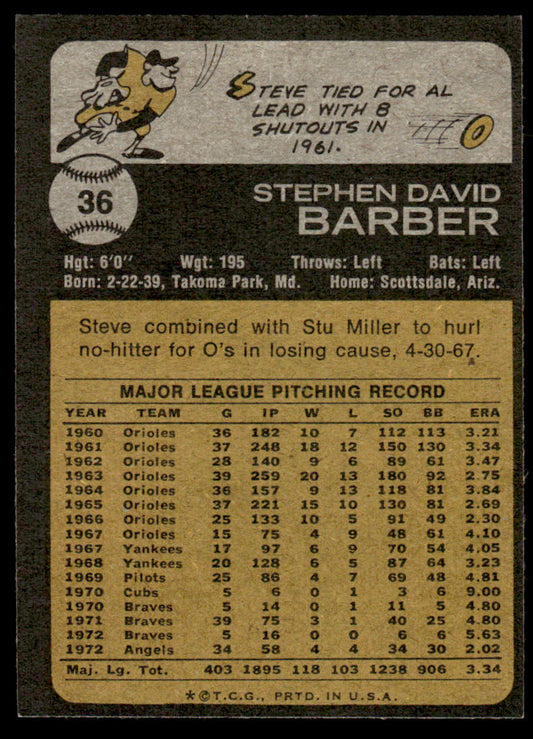 STEVE TIED FOR AL
LEAD WITH 8
SHUTOUTS IN
1961.
36
STEPHEN DAVID
BARBER
Hgt: 6'0" Wgt: 195 Throws: Left Bats: Left
Born: 2-22-39, Takoma Park, Md. Home: Scottsdale, Ariz.
Steve combined with Stu Miller to hurl
no-hitter for O's in losing cause, 4-30-67.
MAJOR LEAGUE PITCHING RECORD
YEAR TEAM G IP W L SO BB ERA
1960 Orioles 36 182 10 7 112 113 3.21
1961 Orioles 37 248 18 12 150 130 3.34
1962 Orioles 28 140 9 6 89 61 3.47
1963 Orioles 39 259 20 13 180 92 2.75
1964 Orioles 36 157 9 13 118 81 3.84
1965 Orioles 37 221 15 10 130 81 2.69
1966 Orioles 25 133 10 5 91 49 2.30
1967 Orioles 15 75 4 9 48 61 4.10
1967 Yankees 17 97 6 9 70 54 4.05
1968 Yankees 20 128 6 5 87 64 3.23
1969 Pilots 25 86 4 7 69 48 4.81
1970 Cubs 5 6 0 1 3 6 9.00
1970 Braves 5 14 0 1 11 5 4.80
1971 Braves 39 75 3 1 40 25 4.80
1972 Braves 5 16 0 0 6 6 5.63
1972 Angels 34 58 4 4 34 30 2.02
Maj. Lg. Tot. 403 1895 118 103 1238 906 3.34
*©T.C.G., PRTD. IN U.S.A.